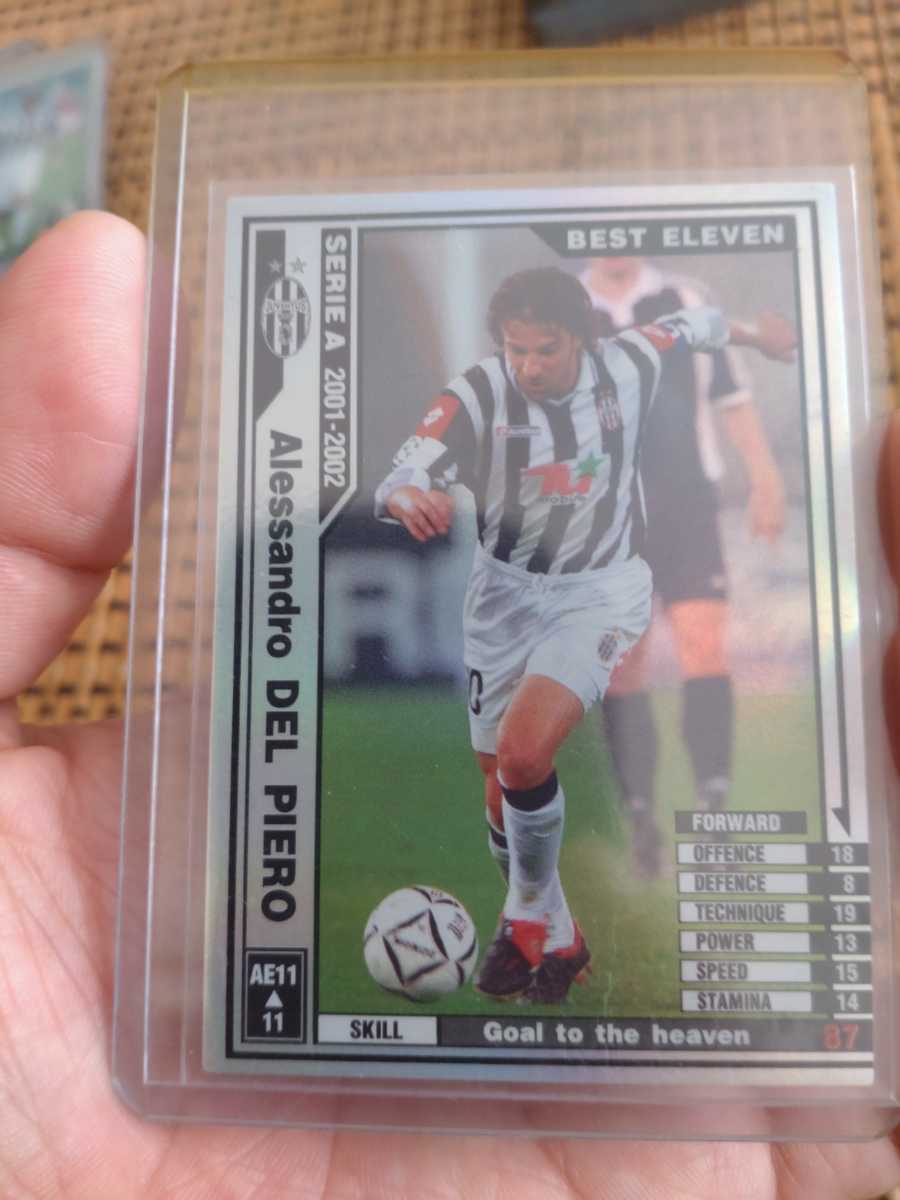 BEST ELEVEN
SERIE A 2001-2002
Alessandro DEL PIERO
FORWARD
OFFENCE 18
DEFENCE 8
TECHNIQUE 19
POWER 13
SPEED 15
STAMINA 14
AE11
11
SKILL Goal to the heaven 87